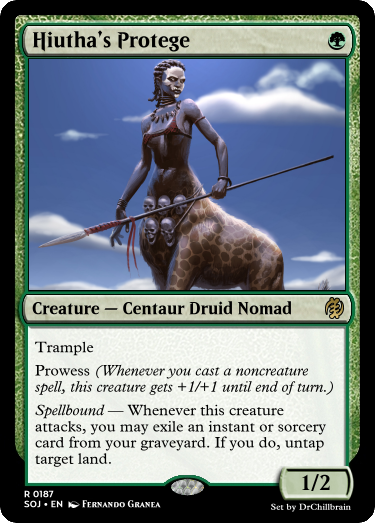 Hiutha's Protege
Creature — Centaur Druid Nomad
Trample
Prowess (Whenever you cast a noncreature
spell, this creature gets +1/+1 until end of turn.)
Spellbound — Whenever this creature
attacks, you may exile an instant or sorcery
card from your graveyard. If you do, untap
target land.
1/2
R 0187
SOJ • EN FERNANDO GRANEA
Set by DrChillbrain